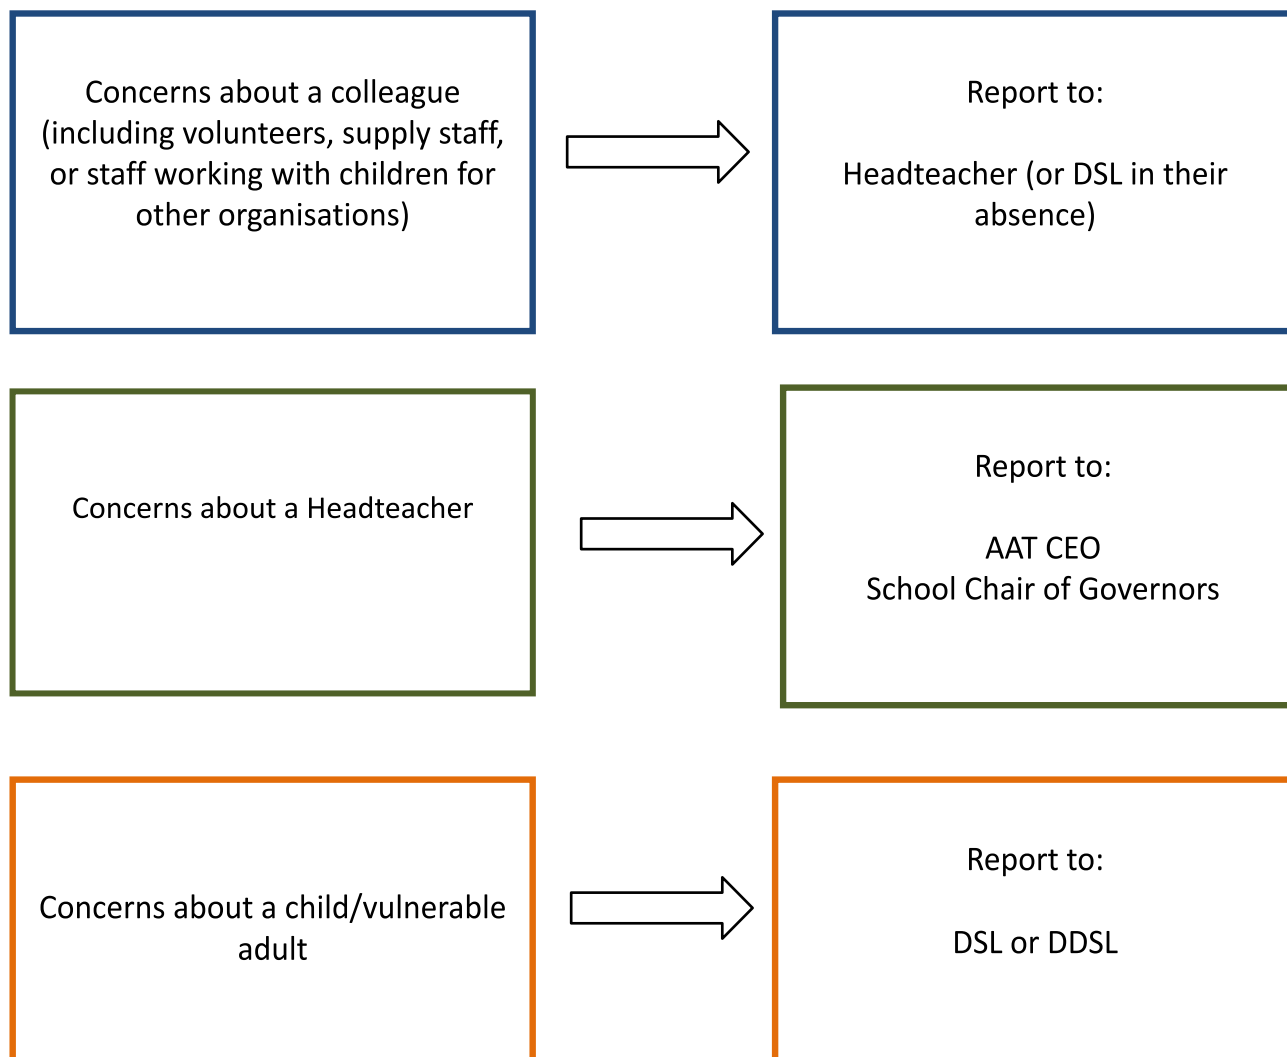 Concerns about a colleague
(including volunteers, supply staff,
or staff working with children for
other organisations)
Report to:
Headteacher (or DSL in their
absence)
Concerns about a Headteacher
Report to:
AAT CEO
School Chair of Governors
Concerns about a child/vulnerable
adult
Report to:
DSL or DDSL